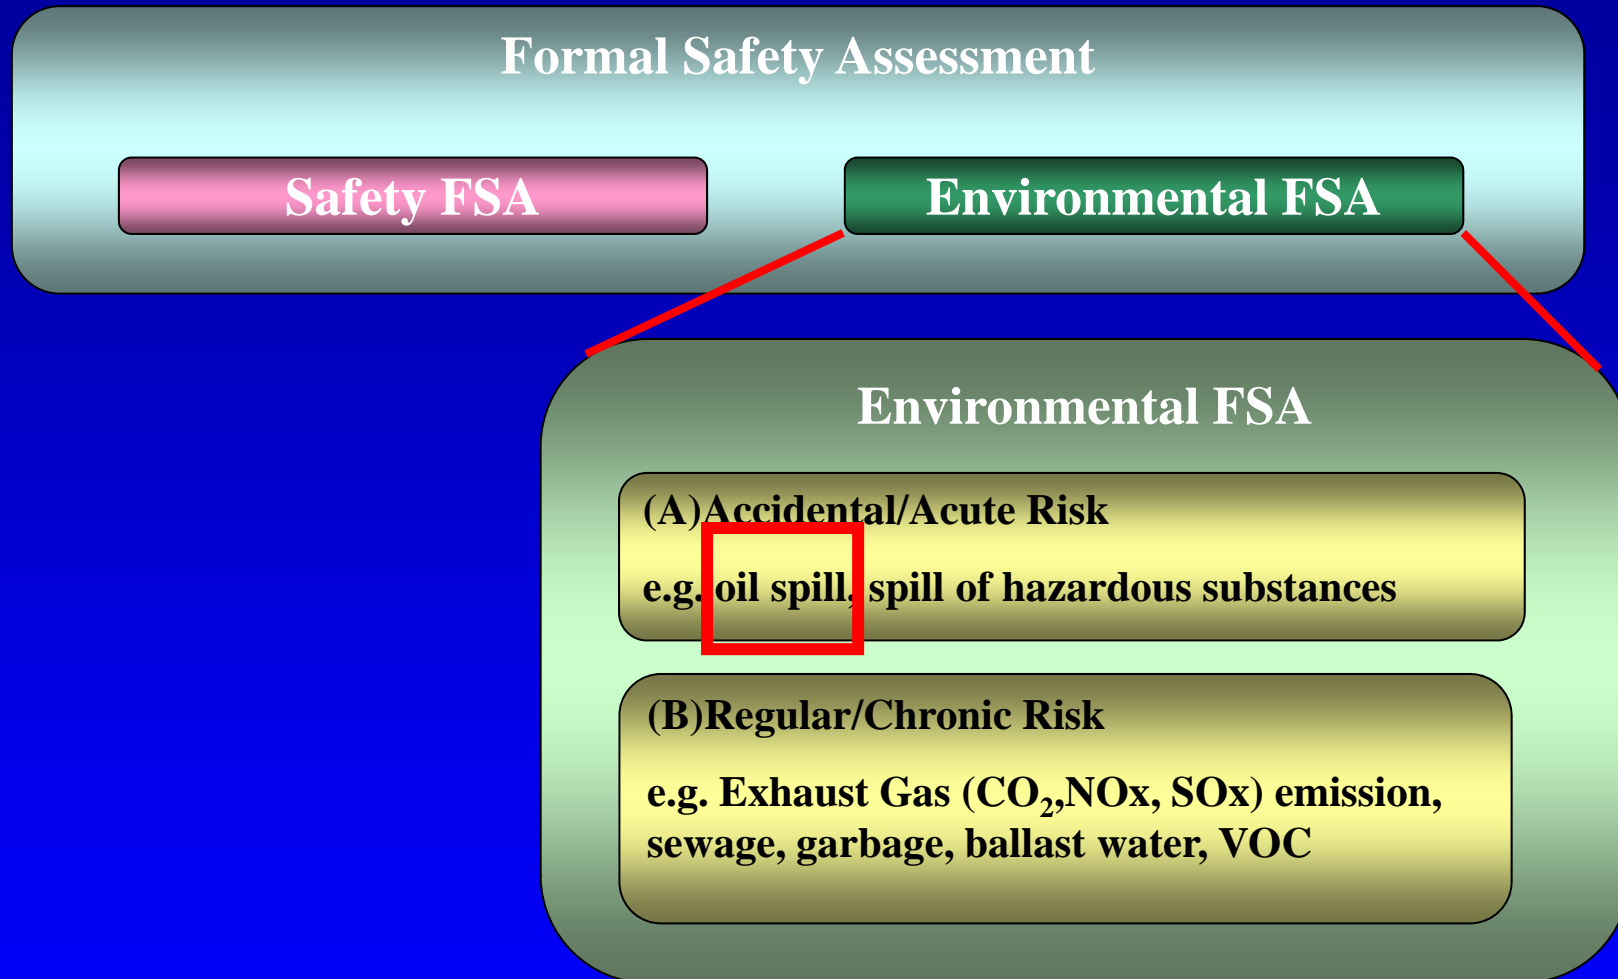 Formal Safety Assessment
Safety FSA
Environmental FSA
Environmental FSA
(A)Accidental/Acute Risk
e.g. oil spill, spill of hazardous substances
(B)Regular/Chronic Risk
e.g. Exhaust Gas (CO₂,NOx, SOx) emission,
sewage, garbage, ballast water, VOC